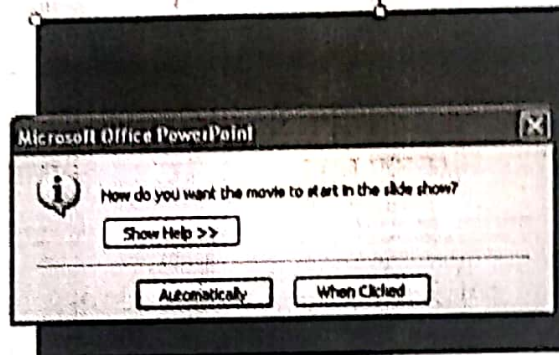 Microsoft Office PowerPoint
How do you want the movie to start in the slide show?
Show Help >>
Automatically
When Clicked